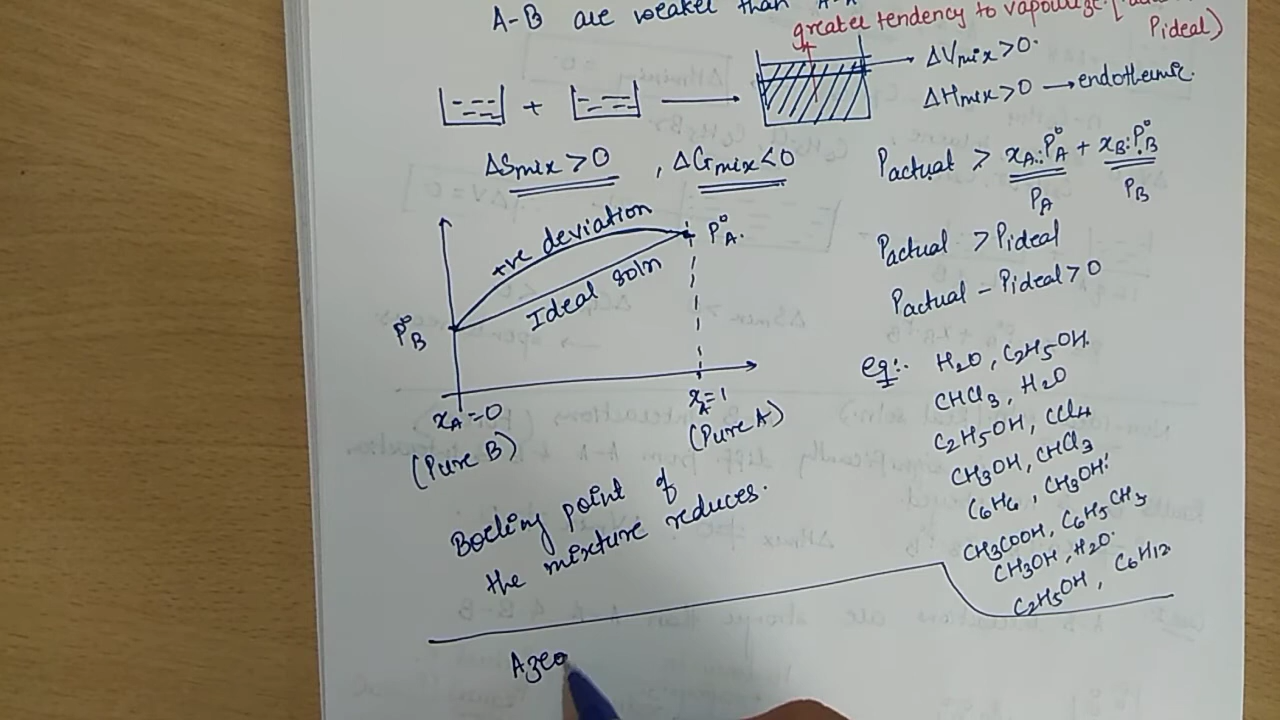 A-B are weaker than A-A
greater tendency to vapourize.
Pideal)
ΔVmix>0.
ΔHmix>0 → endothermic.
+
ΔSmix>0 , ΔGmix<0
Pactual > xA.P°A + xB.P°B
PA PB
+ve deviation
P°A.
Ideal soln
P°B
Pactual > Pideal
Pactual - Pideal>0
xA=0
(Pure B)
xA=1
(Pure A)
eg:. H2O, C2H5OH.
CHCl3, H2O
C2H5OH, CCl4
CH3OH, CHCl3
C6H6, CH3OH
CH3COOH, C6H5CH3
CH3OH, H2O.
C2H5OH, C6H12
Boiling point of
the mixture reduces.
Azeo